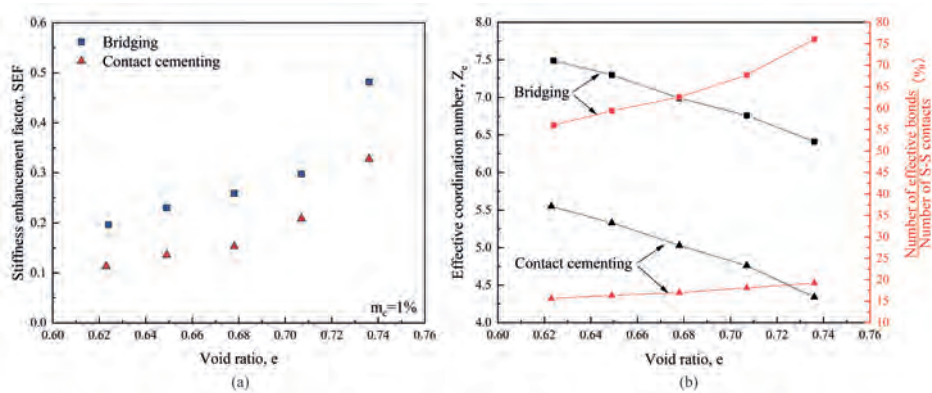 0.6
0.5
0.4
0.3
0.2
0.1
0.0
Stiffness enhancement factor, SEF
Bridging
Contact cementing
m_c=1%
0.60 0.62 0.64 0.66 0.68 0.70 0.72 0.74 0.76
Void ratio, e
(a)
8.0
7.5
7.0
6.5
5.5
5.0
4.5
4.0
Effective coordination number, Z_c
Bridging
Contact cementing
80
75
70
65
60
55
50
45
40
35
30
25
20
15
10
Number of effective bonds
Number of S-S contacts
(%)
0.60 0.62 0.64 0.66 0.68 0.70 0.72 0.74 0.76
Void ratio, e
(b)